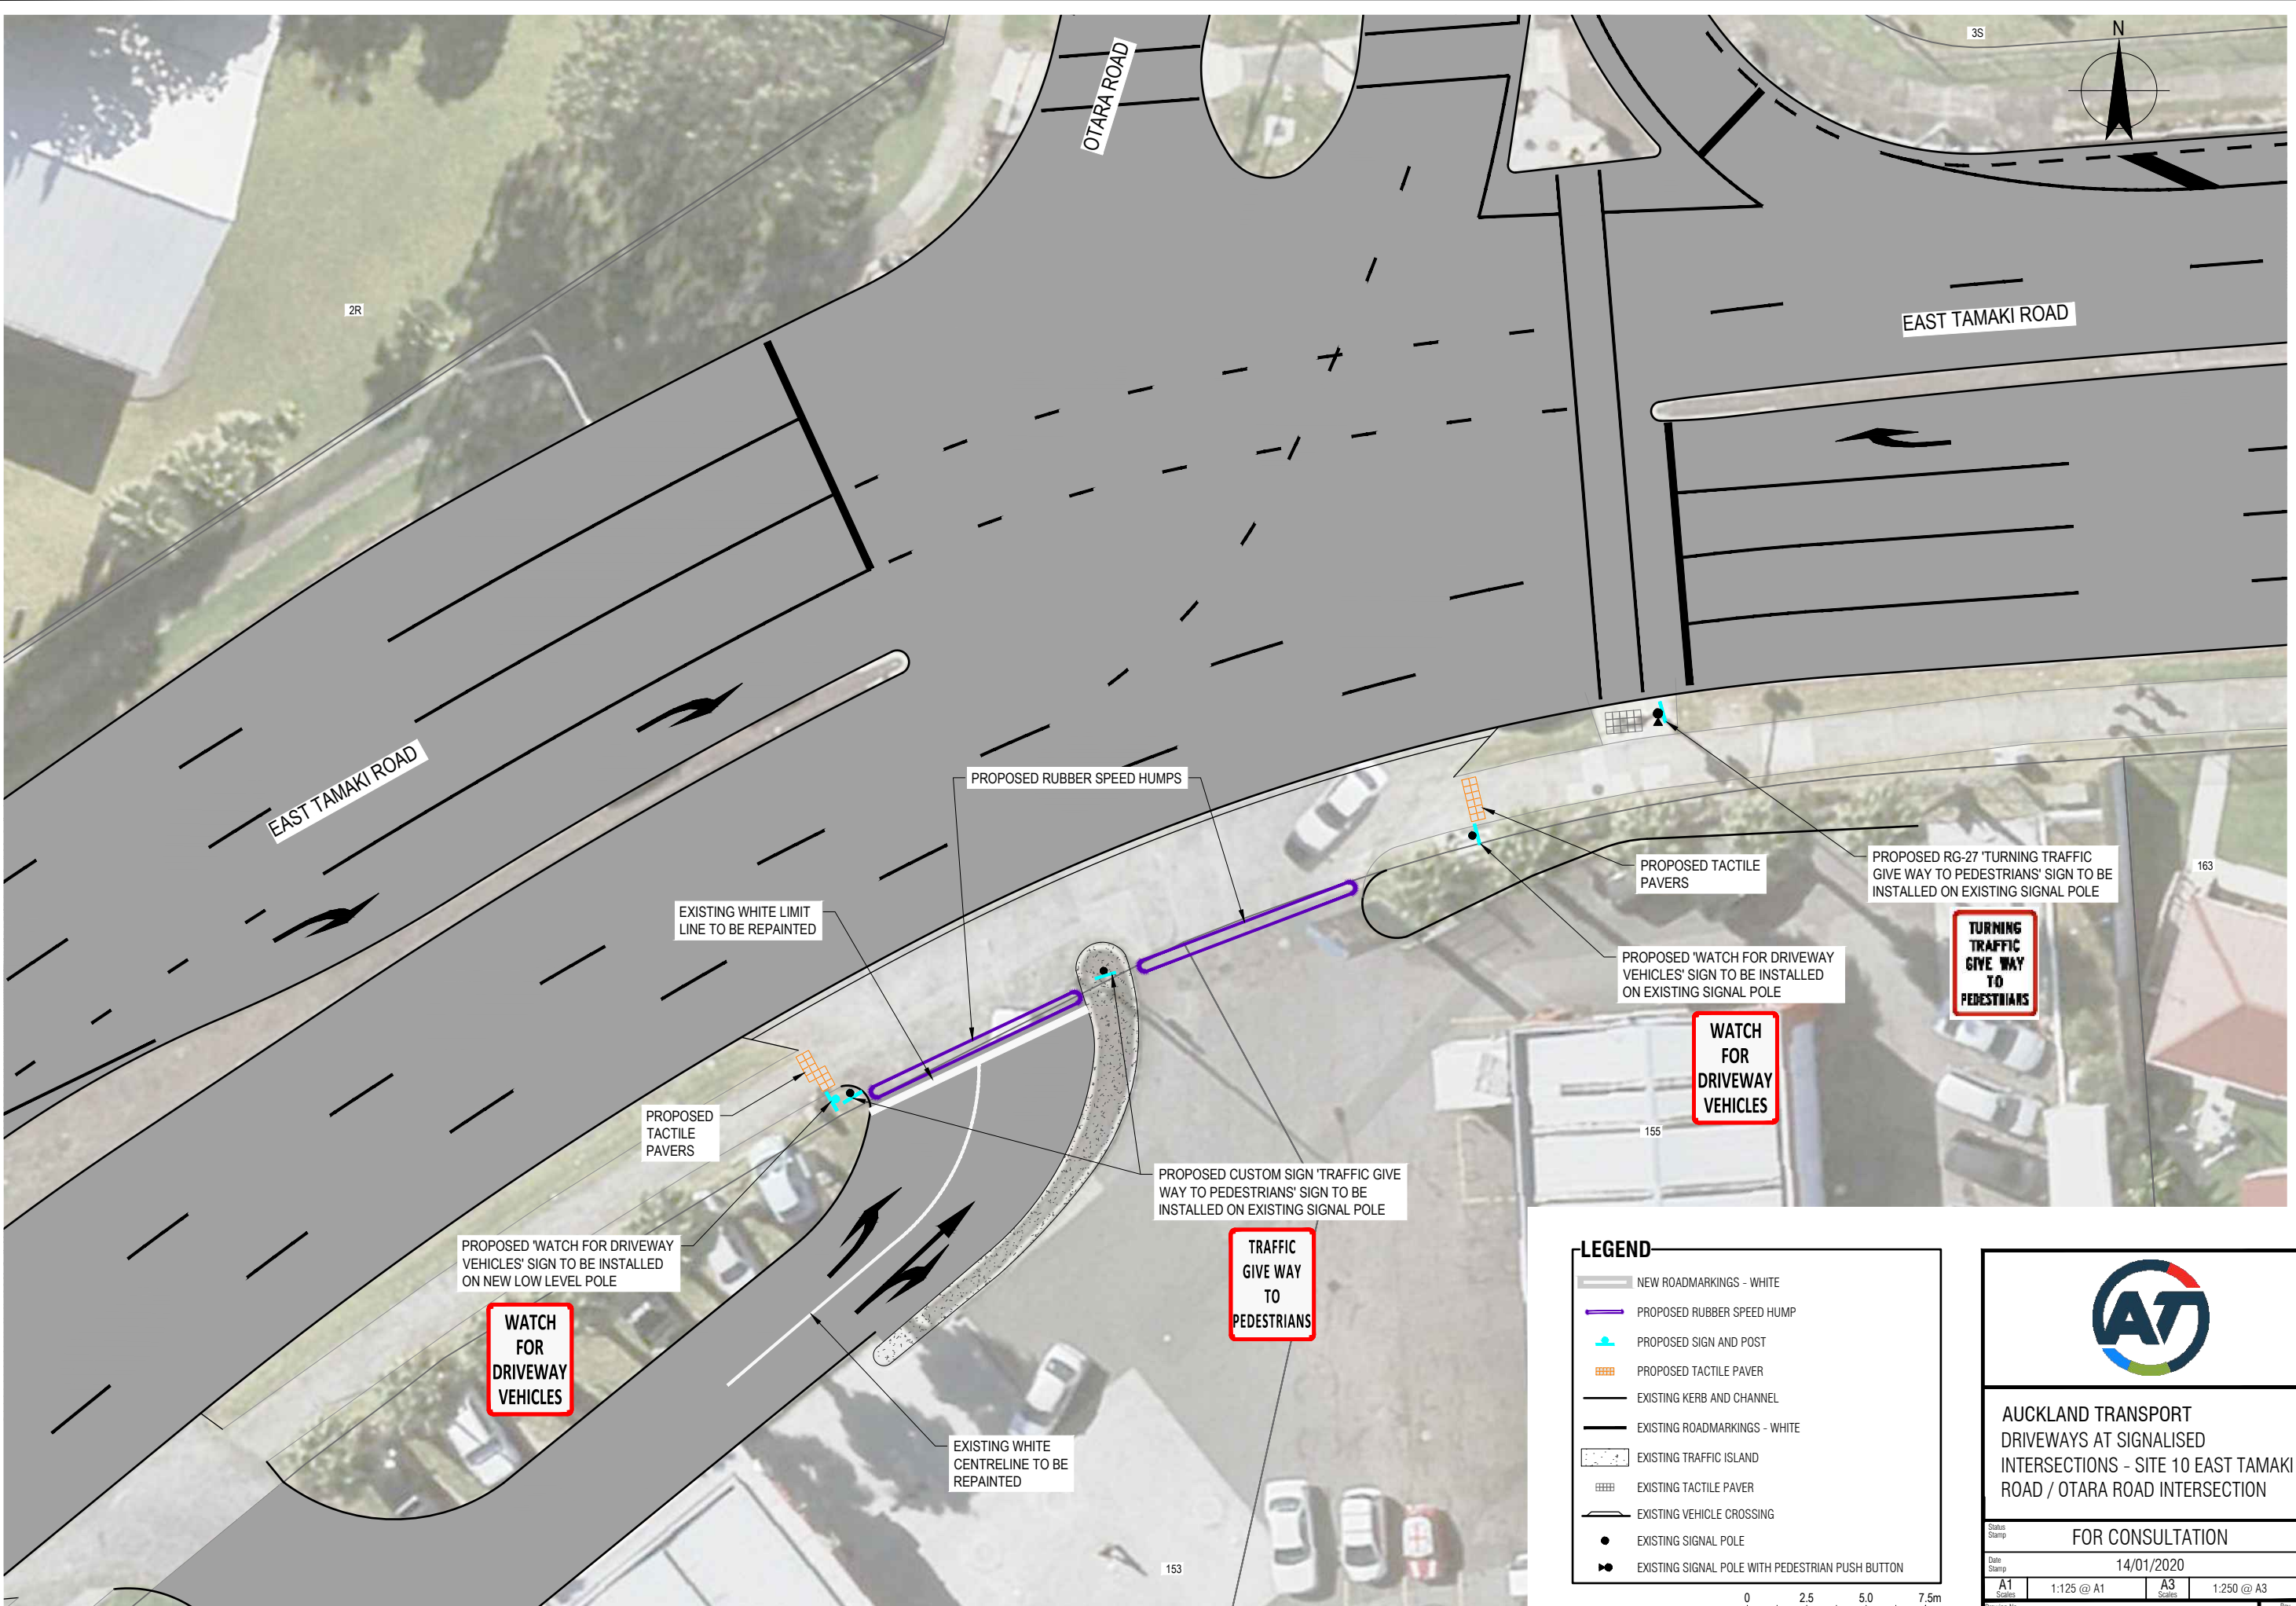 3S
N
OTARA ROAD
2R
EAST TAMAKI ROAD
EAST TAMAKI ROAD
PROPOSED RUBBER SPEED HUMPS
PROPOSED TACTILE
PAVERS
PROPOSED RG-27 'TURNING TRAFFIC
GIVE WAY TO PEDESTRIANS' SIGN TO BE
INSTALLED ON EXISTING SIGNAL POLE
163
TURNING
TRAFFIC
GIVE WAY
TO
PEDESTRIANS
EXISTING WHITE LIMIT
LINE TO BE REPAINTED
PROPOSED 'WATCH FOR DRIVEWAY
VEHICLES' SIGN TO BE INSTALLED
ON EXISTING SIGNAL POLE
WATCH
FOR
DRIVEWAY
VEHICLES
155
PROPOSED
TACTILE
PAVERS
PROPOSED CUSTOM SIGN 'TRAFFIC GIVE
WAY TO PEDESTRIANS' SIGN TO BE
INSTALLED ON EXISTING SIGNAL POLE
TRAFFIC
GIVE WAY
TO
PEDESTRIANS
PROPOSED 'WATCH FOR DRIVEWAY
VEHICLES' SIGN TO BE INSTALLED
ON NEW LOW LEVEL POLE
WATCH
FOR
DRIVEWAY
VEHICLES
EXISTING WHITE
CENTRELINE TO BE
REPAINTED
153
LEGEND
NEW ROADMARKINGS - WHITE
PROPOSED RUBBER SPEED HUMP
PROPOSED SIGN AND POST
PROPOSED TACTILE PAVER
EXISTING KERB AND CHANNEL
EXISTING ROADMARKINGS - WHITE
EXISTING TRAFFIC ISLAND
EXISTING TACTILE PAVER
EXISTING VEHICLE CROSSING
EXISTING SIGNAL POLE
EXISTING SIGNAL POLE WITH PEDESTRIAN PUSH BUTTON
0 2.5 5.0 7.5m
AT
AUCKLAND TRANSPORT
DRIVEWAYS AT SIGNALISED
INTERSECTIONS - SITE 10 EAST TAMAKI
ROAD / OTARA ROAD INTERSECTION
Status
Stamp
FOR CONSULTATION
Date
Stamp
14/01/2020
A1
Scales
1:125 @ A1
A3
Scales
1:250 @ A3